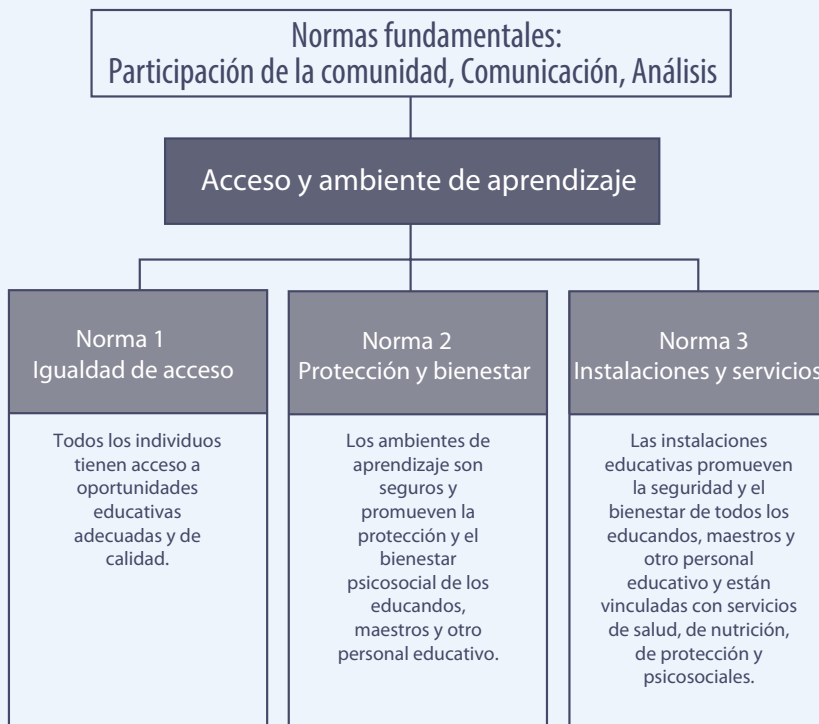 Normas fundamentales:
Participación de la comunidad, Comunicación, Análisis
Acceso y ambiente de aprendizaje
Norma 1
Igualdad de acceso
Todos los individuos
tienen acceso a
oportunidades
educativas
adecuadas y de
calidad.
Norma 2
Protección y bienestar
Los ambientes de
aprendizaje son
seguros y
promueven la
protección y el
bienestar
psicosocial de los
educandos,
maestros y otro
personal educativo.
Norma 3
Instalaciones y servicios
Las instalaciones
educativas promueven
la seguridad y el
bienestar de todos los
educandos, maestros y
otro personal
educativo y están
vinculadas con servicios
de salud, de nutrición,
de protección y
psicosociales.